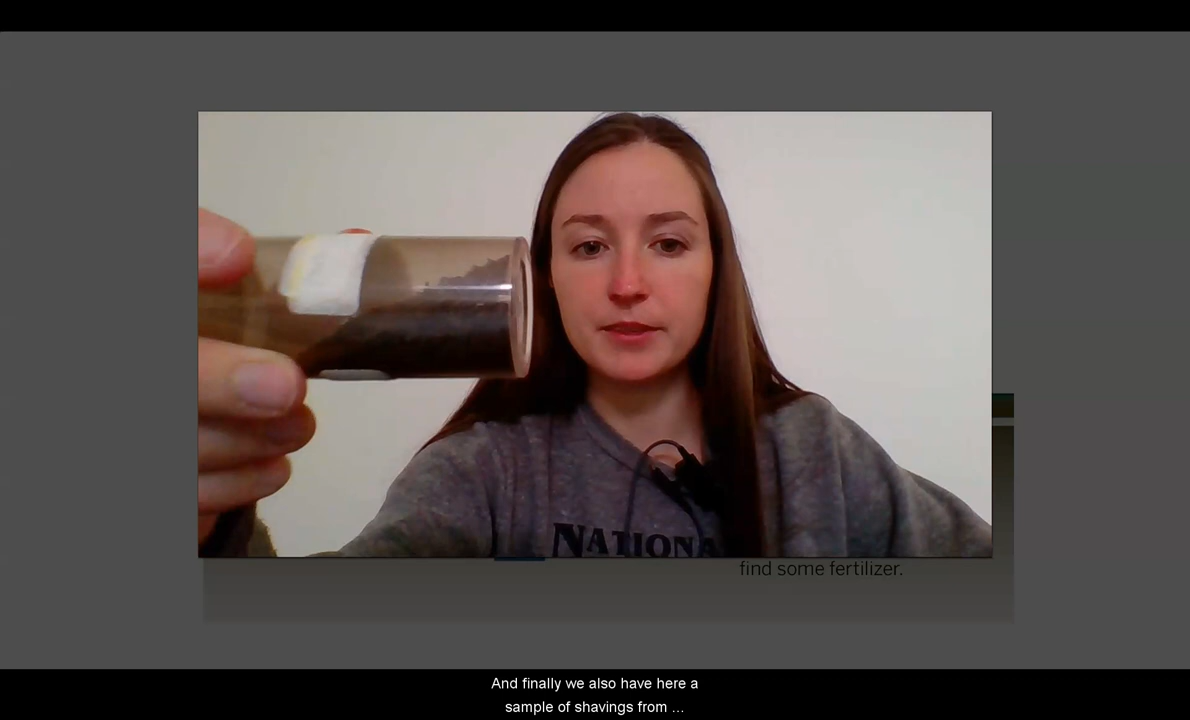 NATIONA
find some fertilizer.
And finally we also have here a
sample of shavings from ...